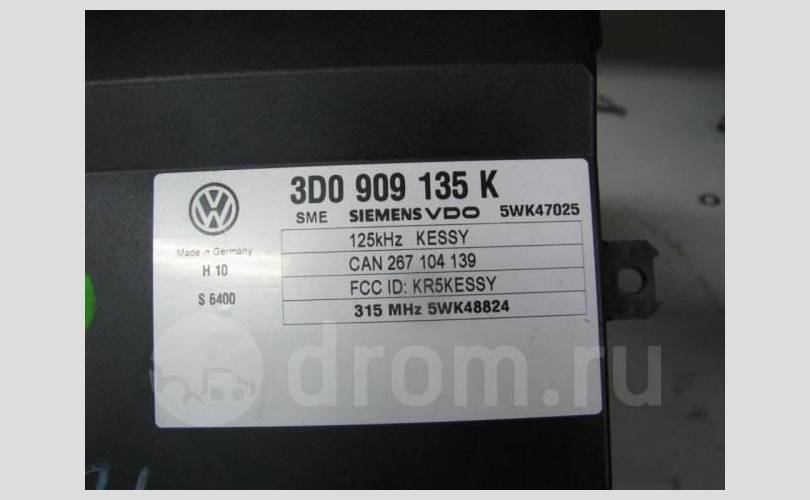 3D0 909 135 K
SME SIEMENS VDO 5WK47025
Made in Germany
H 10
S 6400
125kHz KESSY
CAN 267 104 139
FCC ID: KR5KESSY
315 MHz 5WK48824
drom.ru